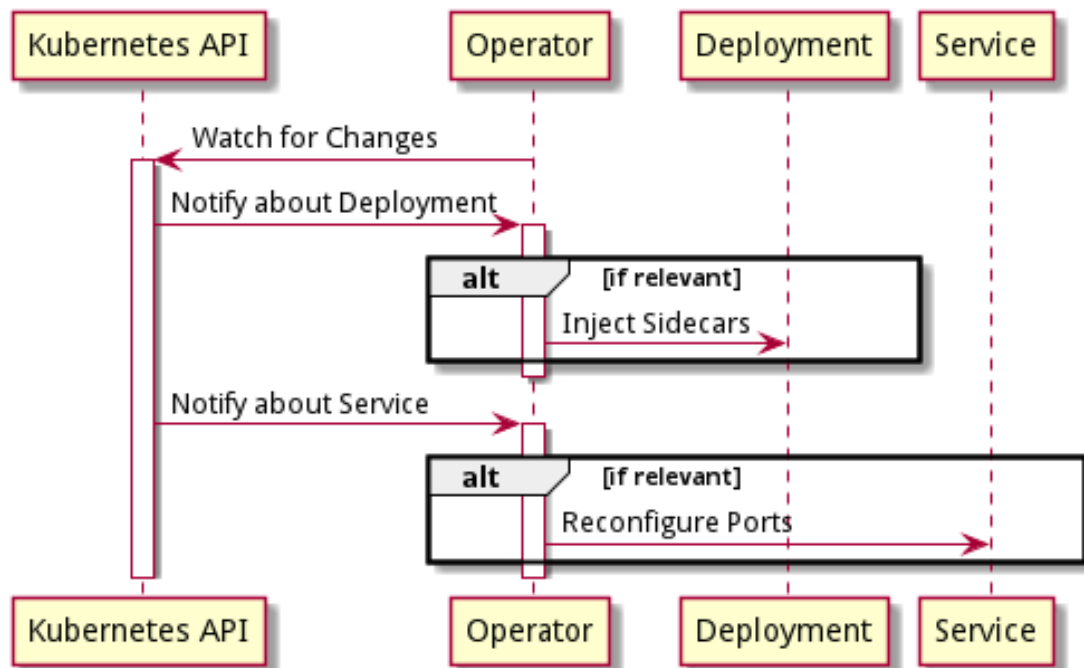 Kubernetes API
Operator
Deployment
Service
Watch for Changes
Notify about Deployment
alt
[if relevant]
Inject Sidecars
Notify about Service
alt
[if relevant]
Reconfigure Ports
Kubernetes API
Operator
Deployment
Service